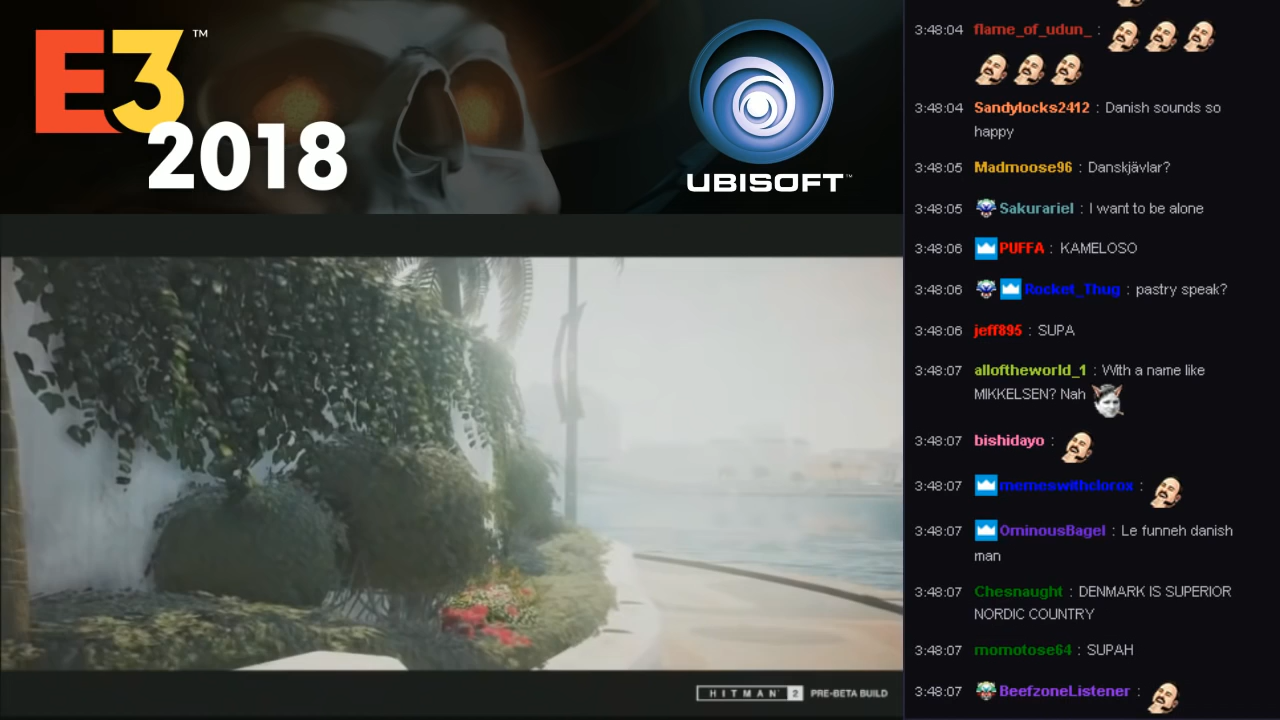 E3™
2018
UBISOFT™
HITMAN 2 PRE-BETA BUILD
3:48:04 flame_of_udun_ :
3:48:04 Sandylocks2412 : Danish sounds so
happy
3:48:05 Madmoose96 : Danskjävlar?
3:48:05 Sakurariel : I want to be alone
3:48:06 PUFFA : KAMELOSO
3:48:06 Rocket_Thug : pastry speak?
3:48:06 jeff895 : SUPA
3:48:07 alloftheworld_1 : With a name like
MIKKELSEN? Nah
3:48:07 bishidayo :
3:48:07 memeswithclorox :
3:48:07 OminousBagel : Le funneh danish
man
3:48:07 Chesnaught : DENMARK IS SUPERIOR
NORDIC COUNTRY
3:48:07 momotose64 : SUPAH
3:48:07 BeefzoneListener :